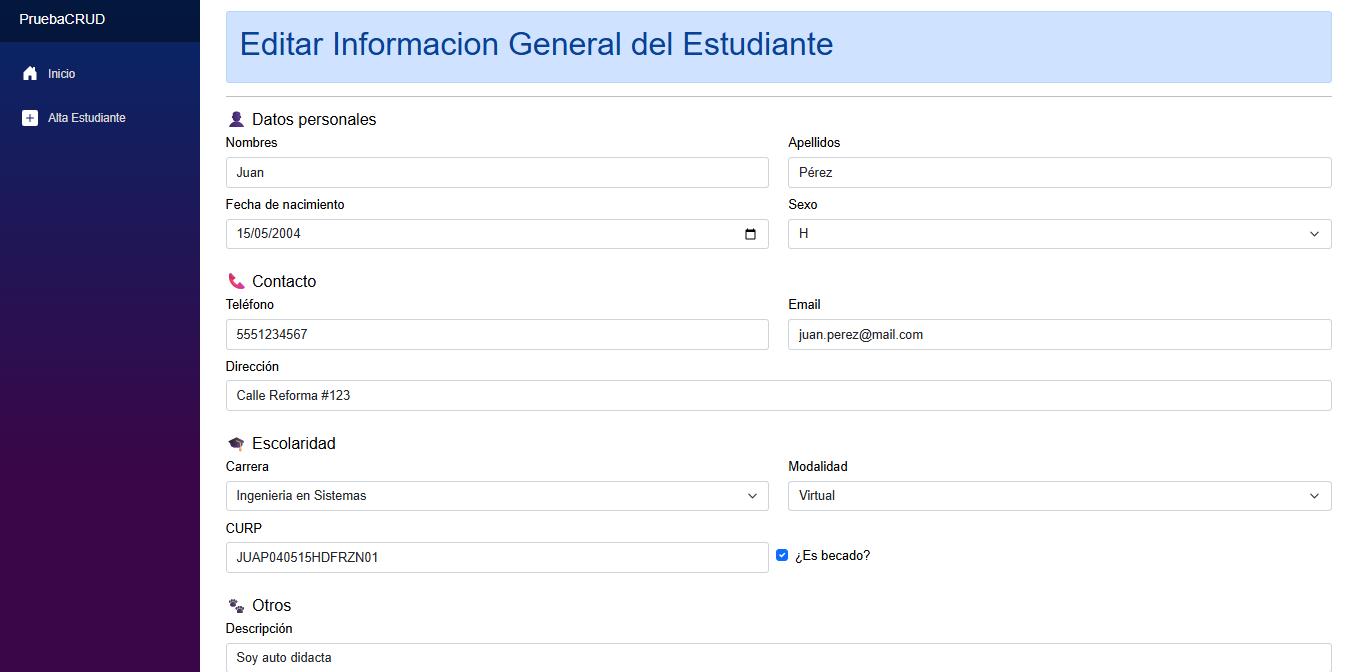 PruebaCRUD
Inicio
Alta Estudiante
Editar Informacion General del Estudiante
Datos personales
Nombres Apellidos
Juan Pérez
Fecha de nacimiento Sexo
15/05/2004 H
Contacto
Teléfono Email
5551234567 juan.perez@mail.com
Dirección
Calle Reforma #123
Escolaridad
Carrera Modalidad
Ingenieria en Sistemas Virtual
CURP
JUAP040515HDFRZN01 ¿Es becado?
Otros
Descripción
Soy auto didacta